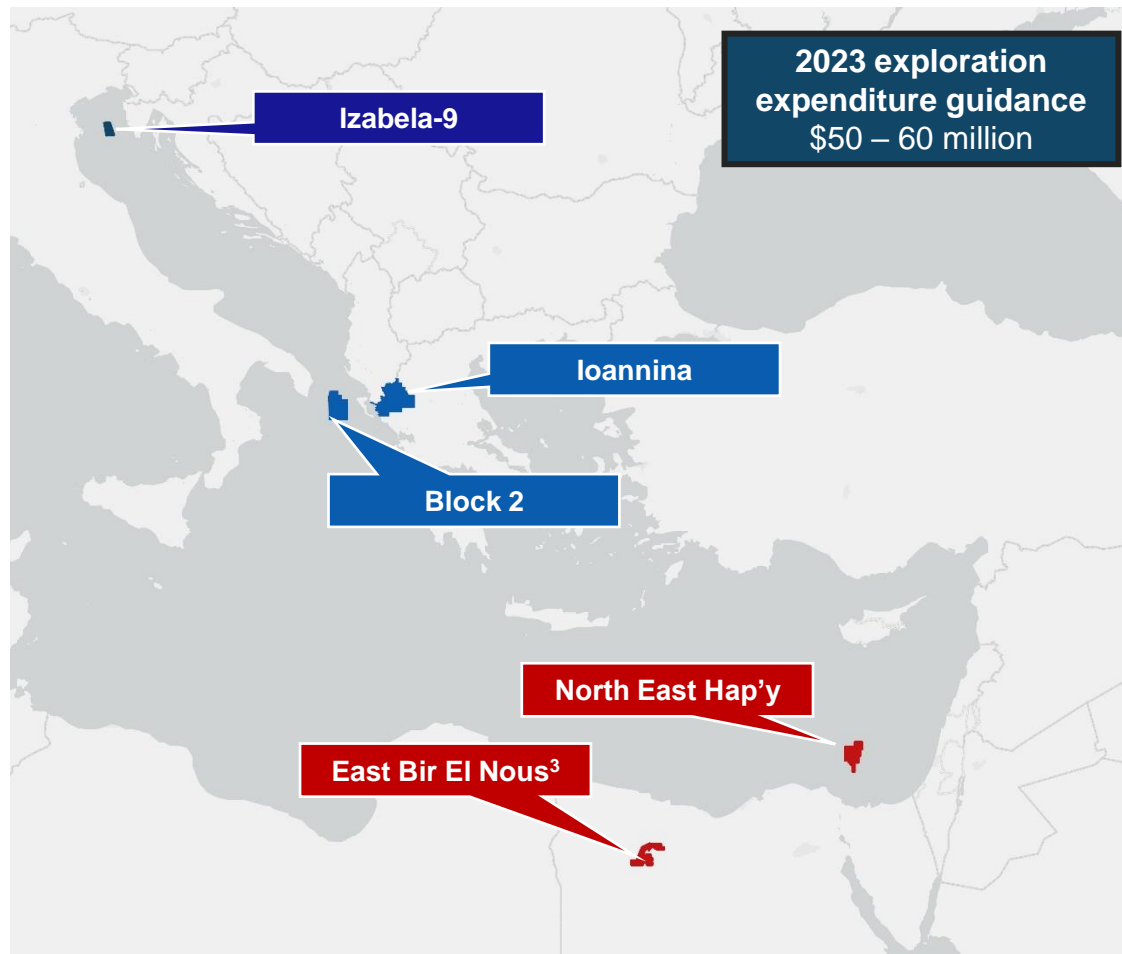 2023 exploration
expenditure guidance
$50 – 60 million
Izabela-9
Ioannina
Block 2
North East Hap'y
East Bir El Nous³